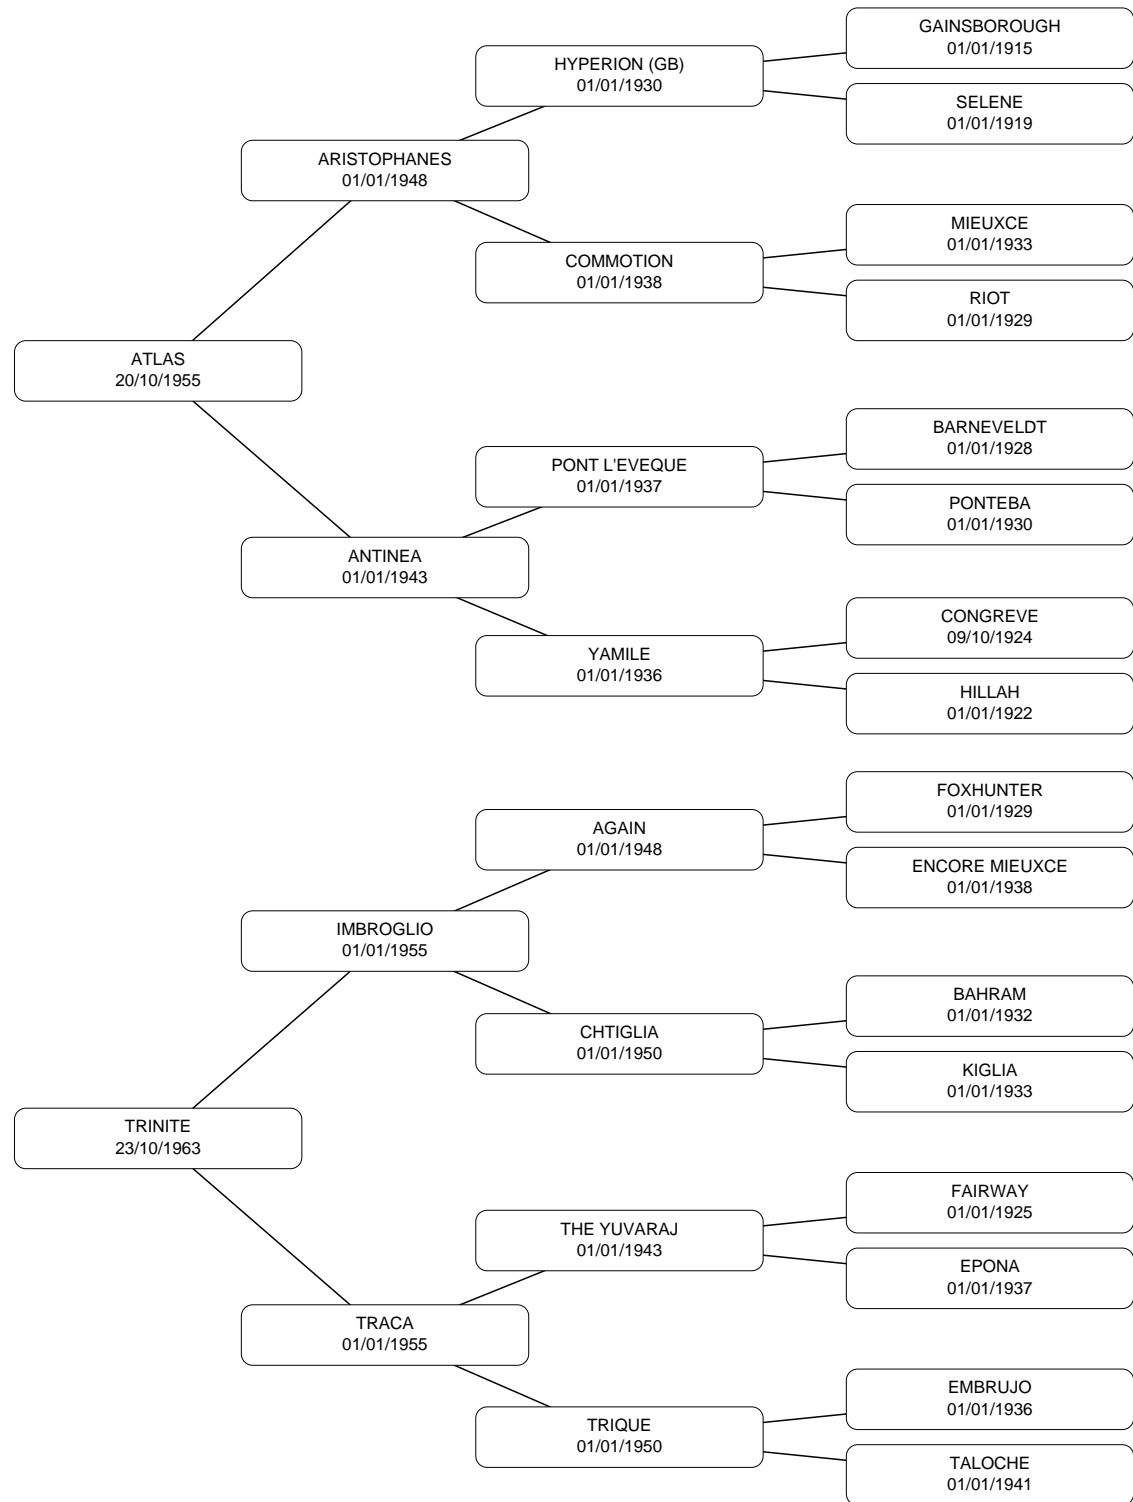 GAINSBOROUGH
01/01/1915
HYPERION (GB)
01/01/1930
SELENE
01/01/1919
ARISTOPHANES
01/01/1948
MIEUXCE
01/01/1933
COMMOTION
01/01/1938
RIOT
01/01/1929
ATLAS
20/10/1955
BARNEVELDT
01/01/1928
PONT L'EVEQUE
01/01/1937
PONTEBA
01/01/1930
ANTINEA
01/01/1943
CONGREVE
09/10/1924
YAMILE
01/01/1936
HILLAH
01/01/1922
FOXHUNTER
01/01/1929
AGAIN
01/01/1948
ENCORE MIEUXCE
01/01/1938
IMBROGLIO
01/01/1955
BAHRAM
01/01/1932
CHTIGLIA
01/01/1950
KIGLIA
01/01/1933
TRINITE
23/10/1963
FAIRWAY
01/01/1925
THE YUVARAJ
01/01/1943
EPONA
01/01/1937
TRACA
01/01/1955
EMBRUJO
01/01/1936
TRIQUE
01/01/1950
TALOCHE
01/01/1941